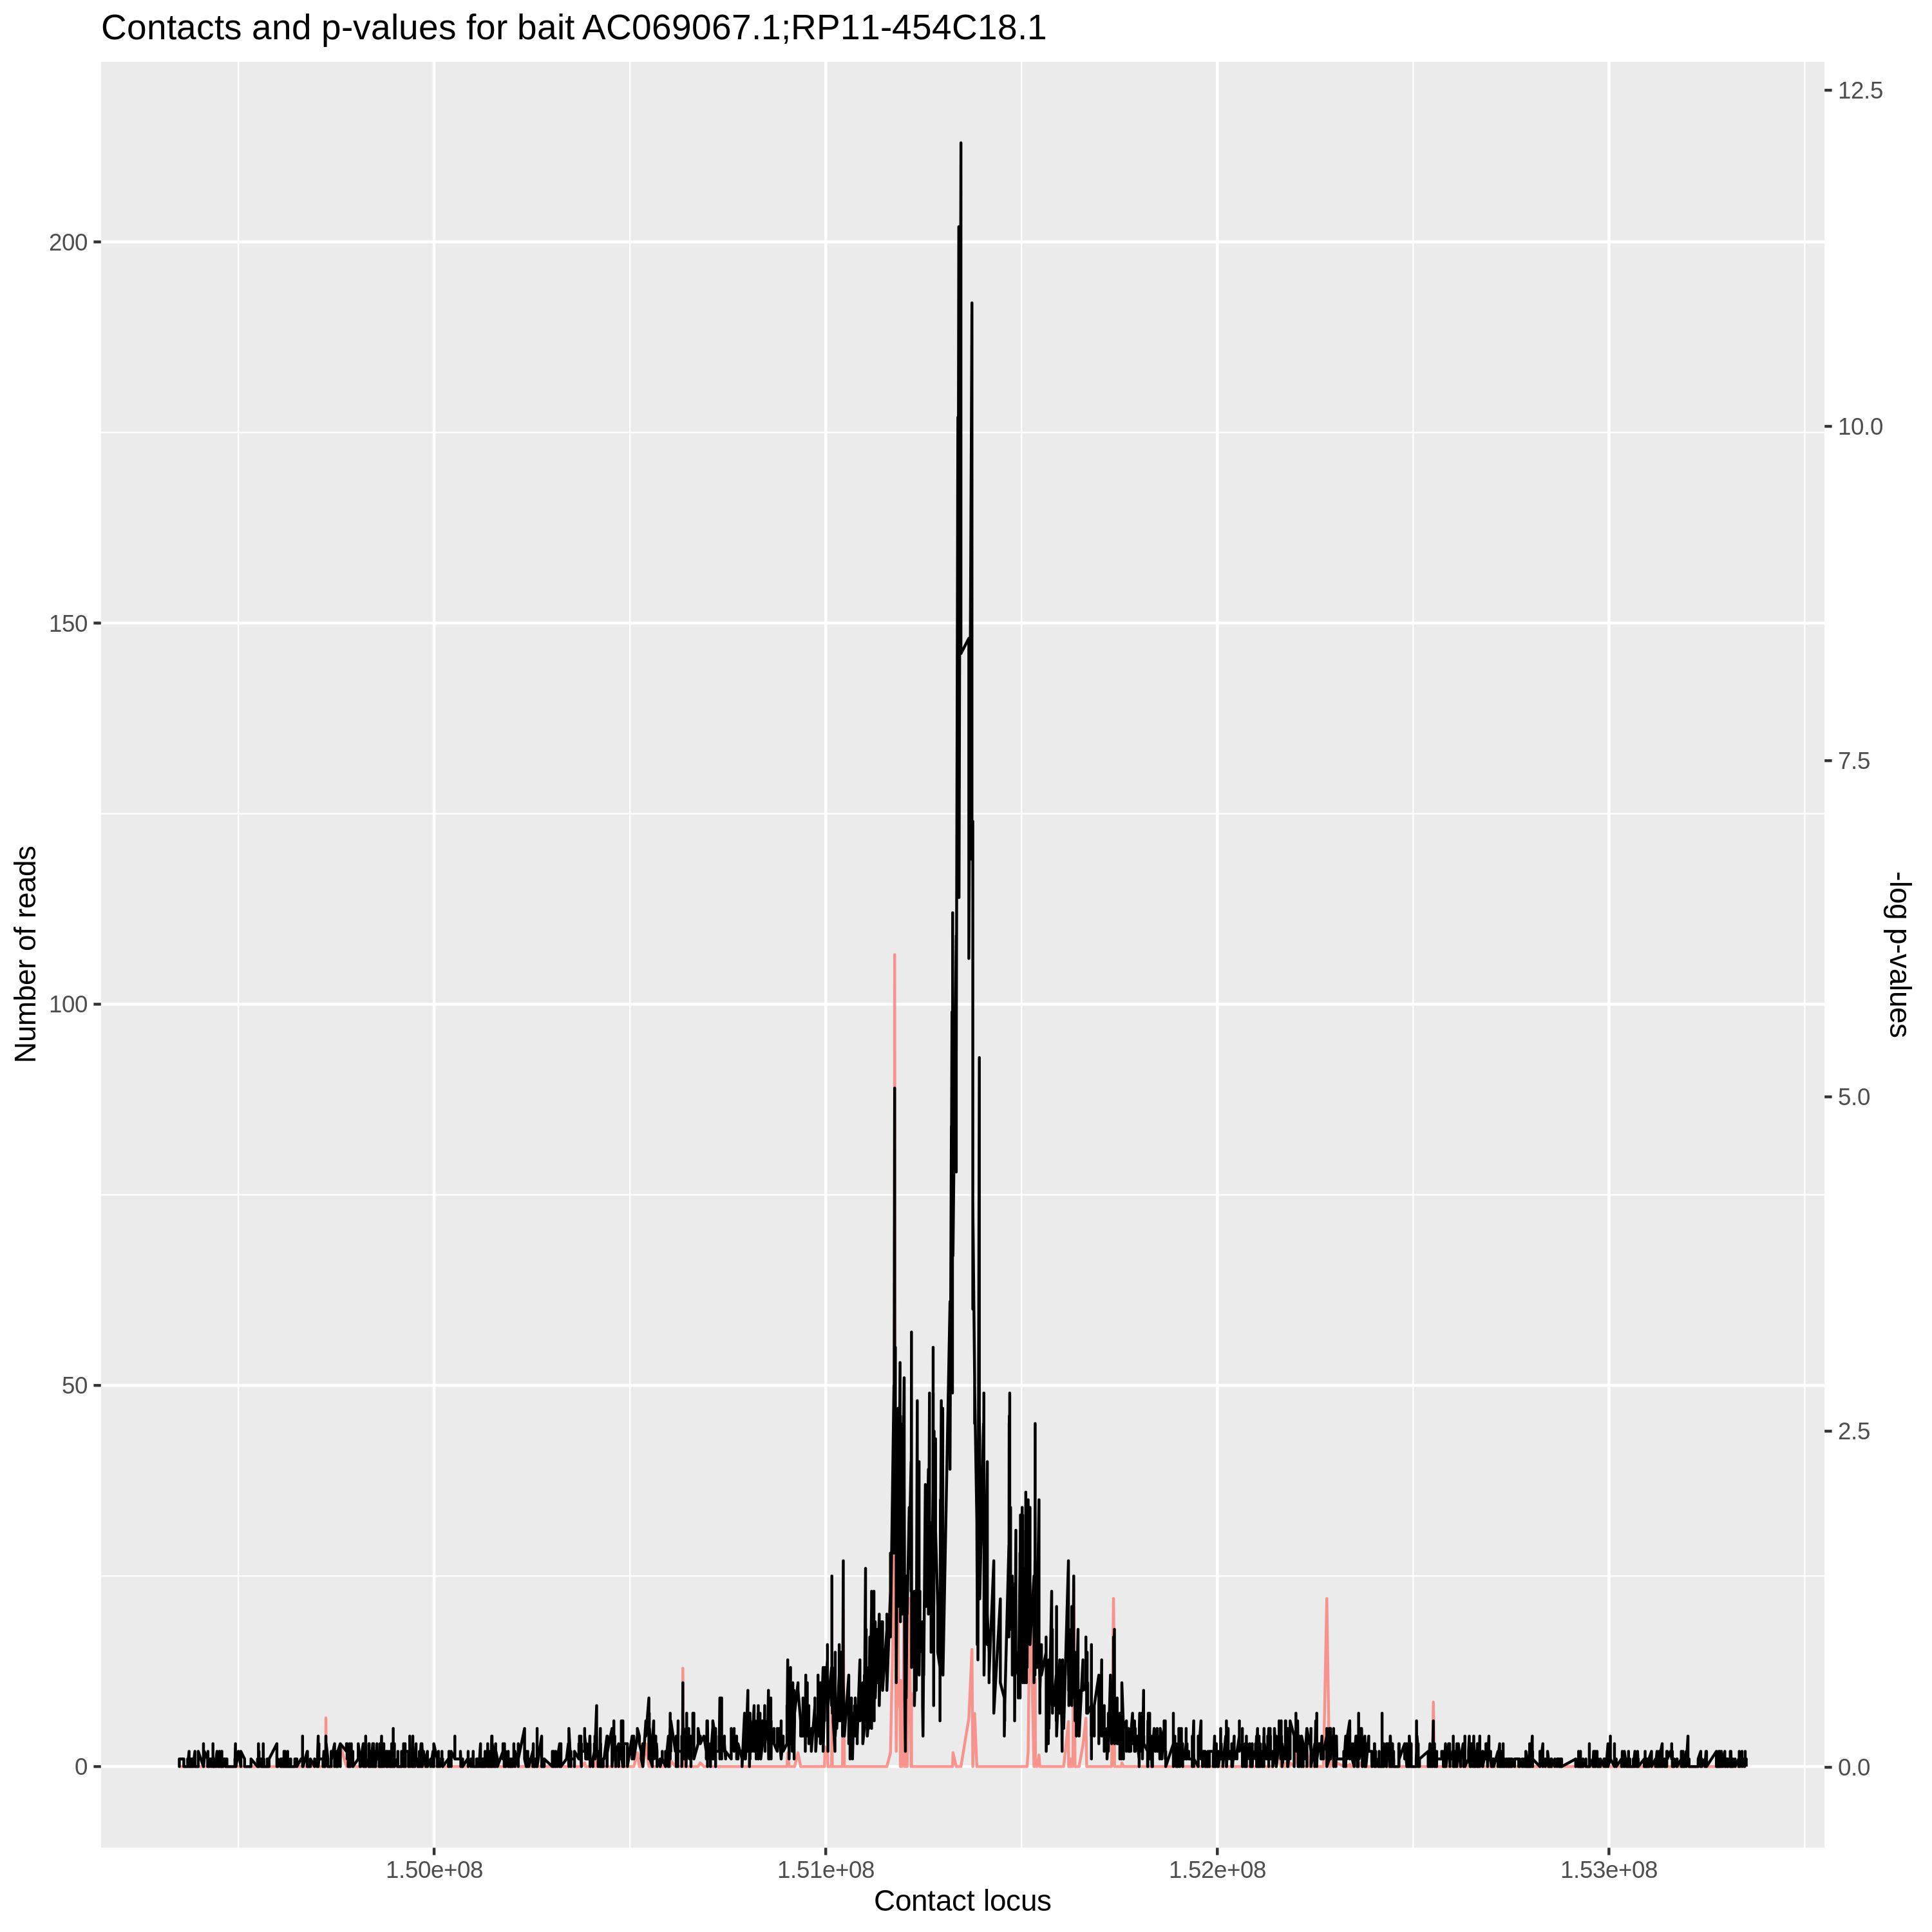 Contacts and p-values for bait AC069067.1;RP11-454C18.1
200
150
100
50
0
Number of reads
12.5
10.0
7.5
5.0
2.5
0.0
-log p-values
1.50e+08
1.51e+08
1.52e+08
1.53e+08
Contact locus